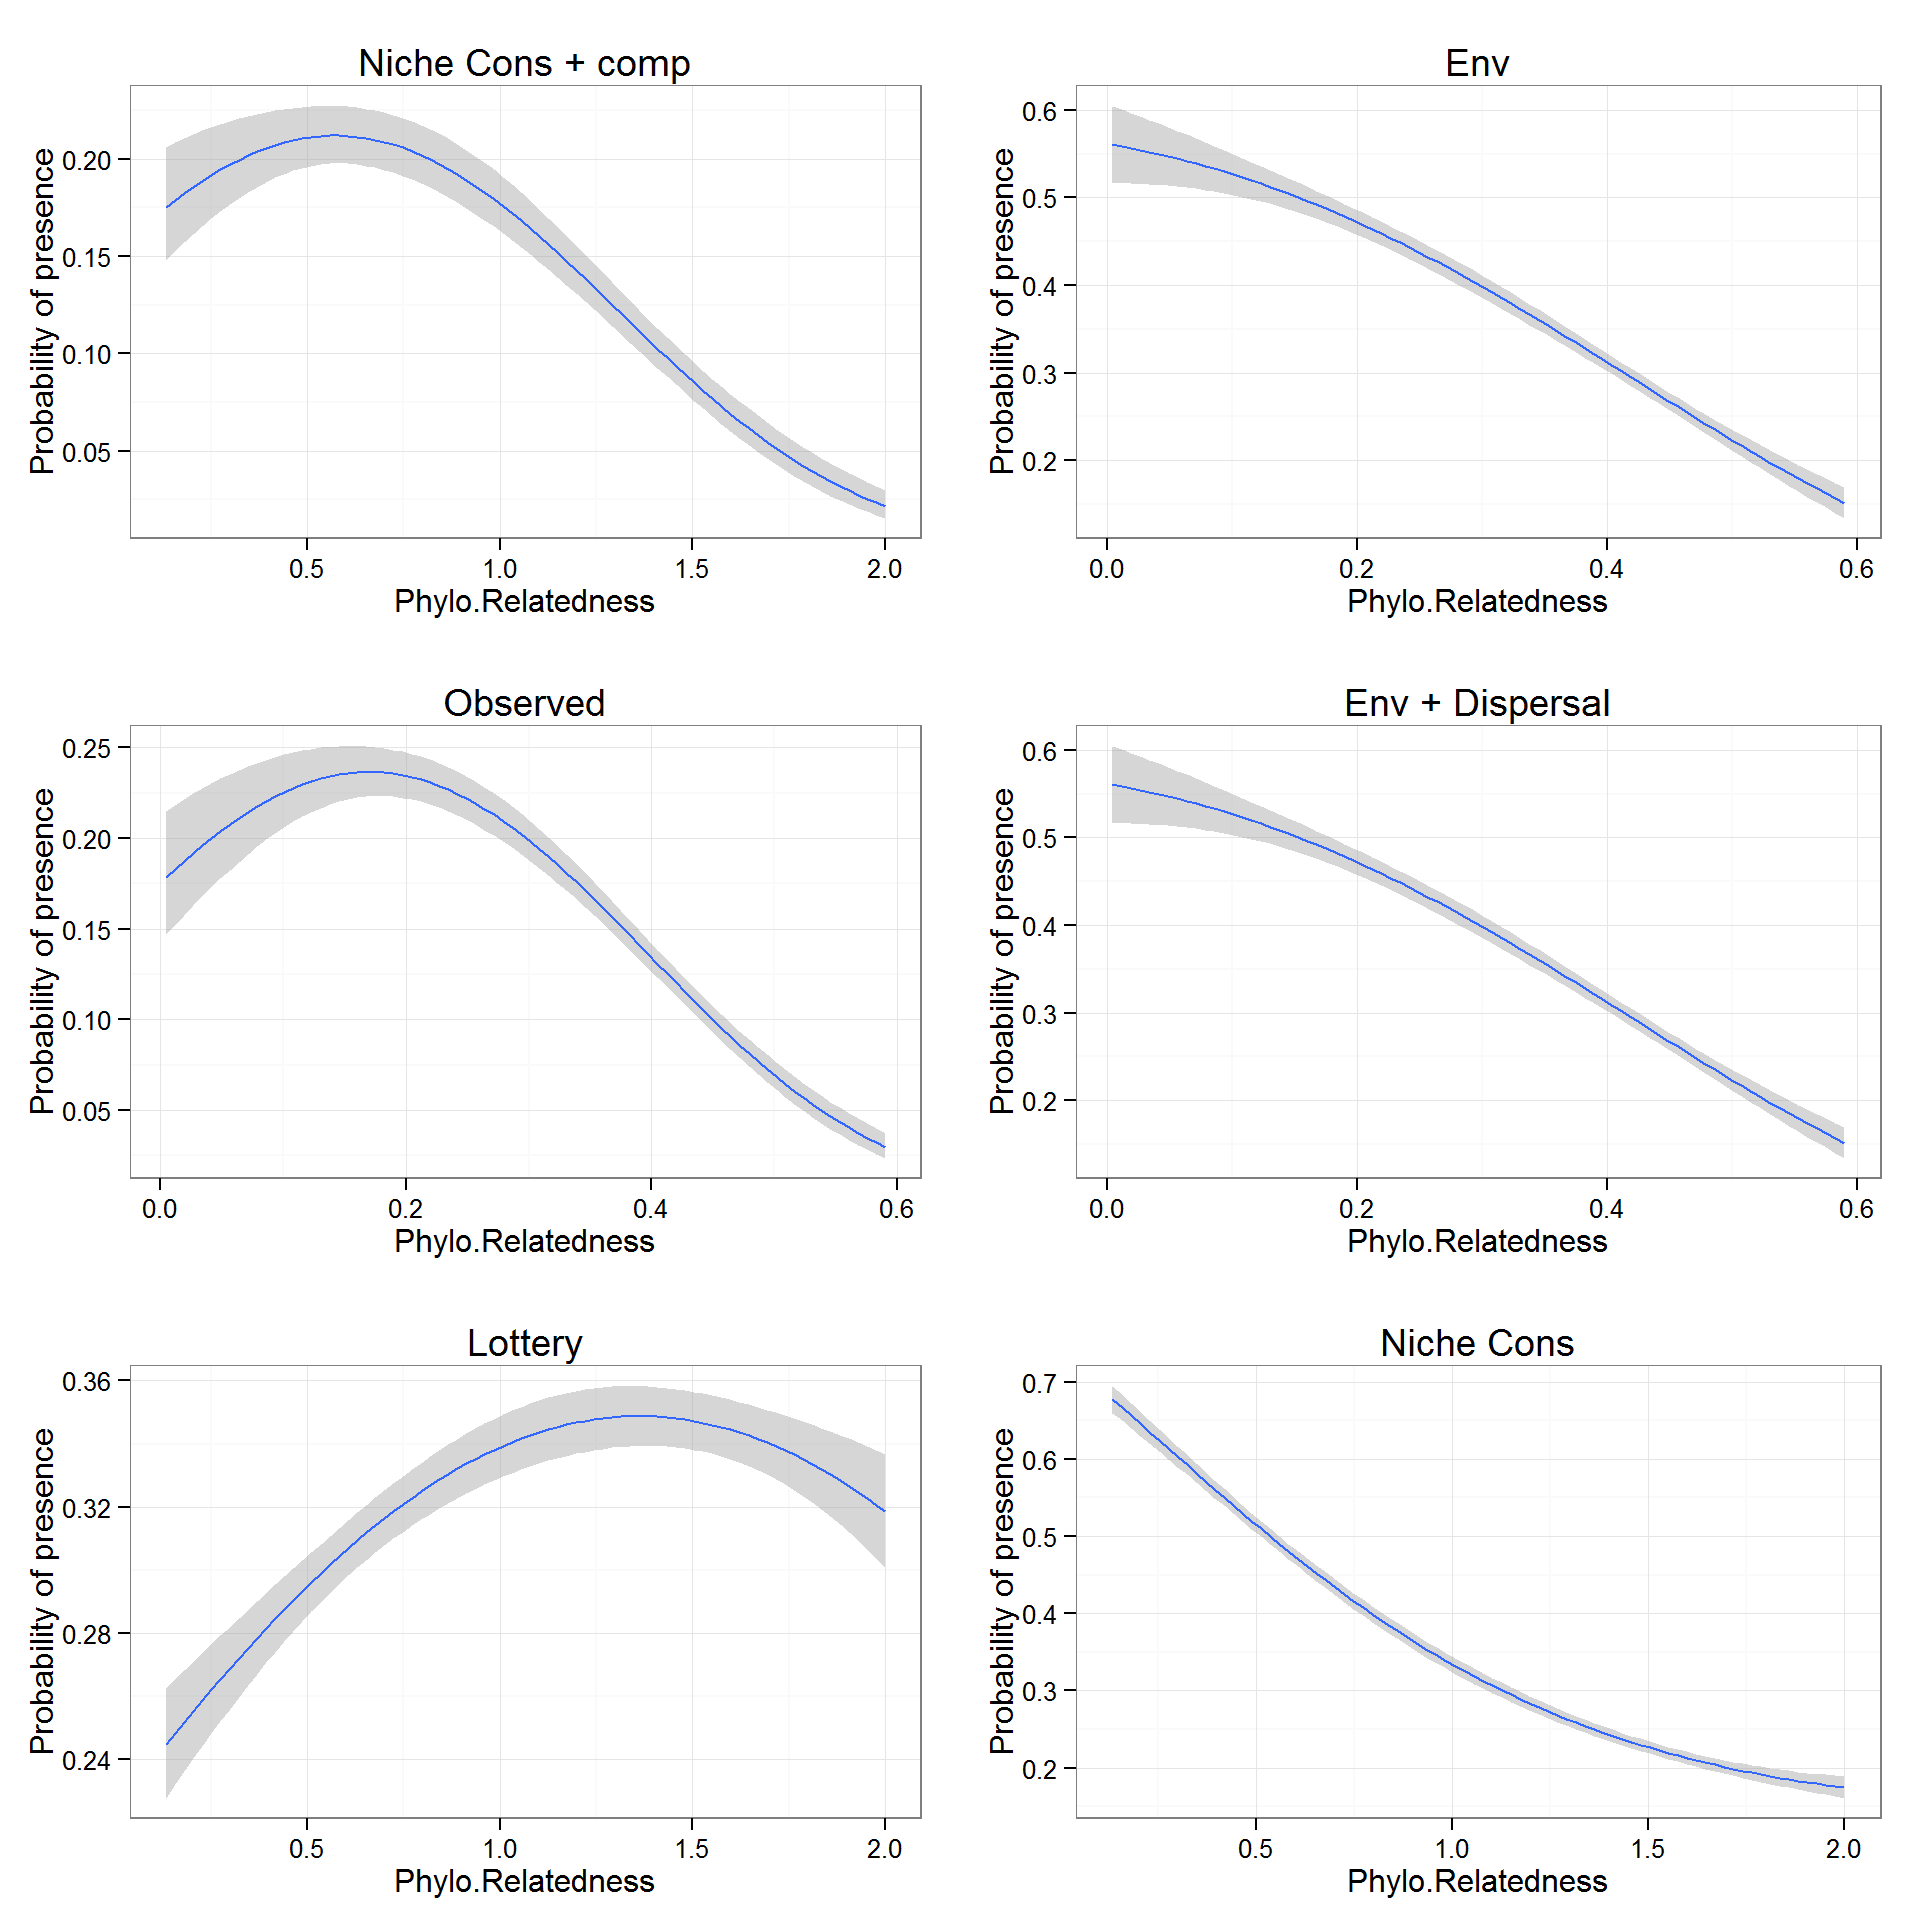 Niche Cons + comp
Probability of presence
0.20
0.15
0.10
0.05
0.5 1.0 1.5 2.0
Phylo.Relatedness
Env
Probability of presence
0.6
0.5
0.4
0.3
0.2
0.0 0.2 0.4 0.6
Phylo.Relatedness
Observed
Probability of presence
0.25
0.20
0.15
0.10
0.05
0.0 0.2 0.4 0.6
Phylo.Relatedness
Env + Dispersal
Probability of presence
0.6
0.5
0.4
0.3
0.2
0.0 0.2 0.4 0.6
Phylo.Relatedness
Lottery
Probability of presence
0.36
0.32
0.28
0.24
0.5 1.0 1.5 2.0
Phylo.Relatedness
Niche Cons
Probability of presence
0.7
0.6
0.5
0.4
0.3
0.2
0.5 1.0 1.5 2.0
Phylo.Relatedness